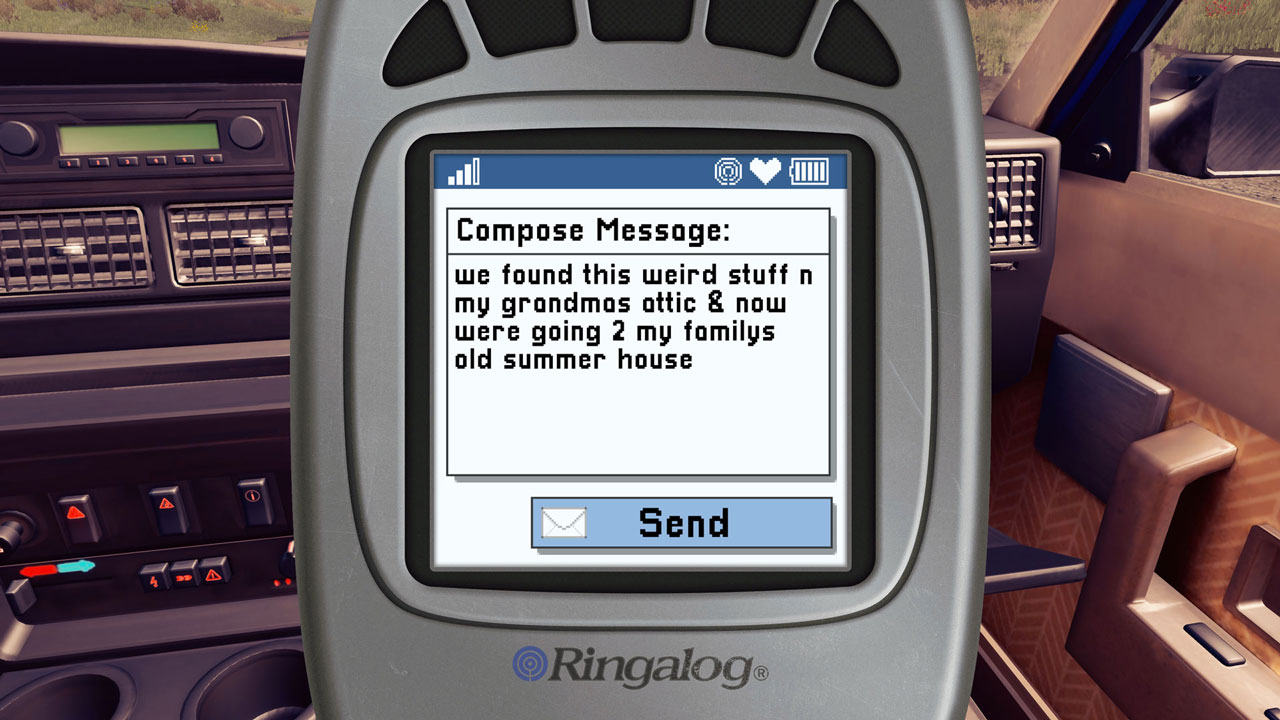 Compose Message:
we found this weird stuff n
my grandmas attic & now
were going 2 my familys
old summer house
Send
Ringalog®